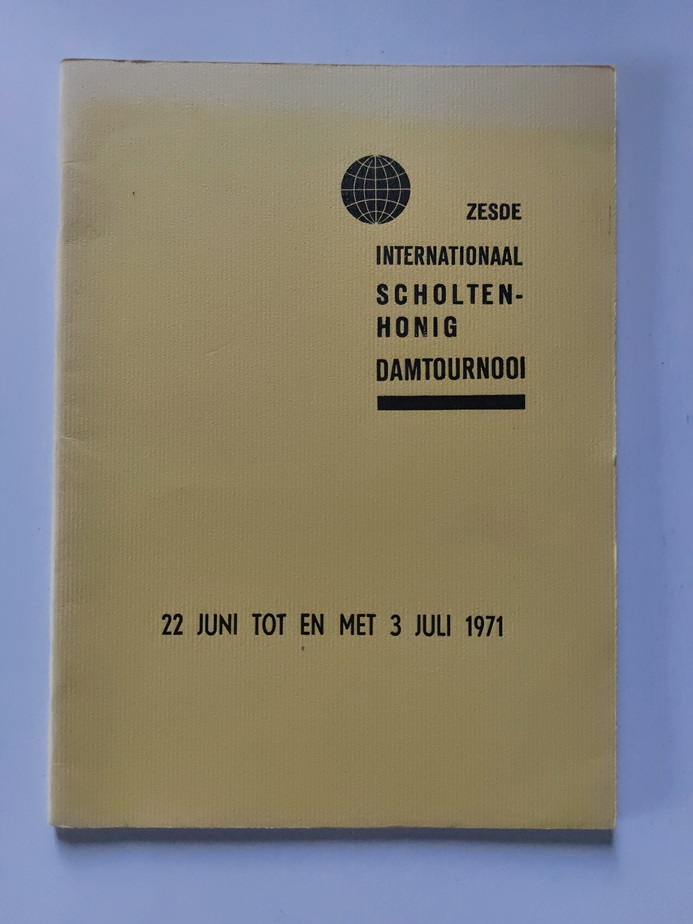 ZESDE
INTERNATIONAAL
SCHOLTEN-
HONIG
DAMTOURNOOI
22 JUNI TOT EN MET 3 JULI 1971